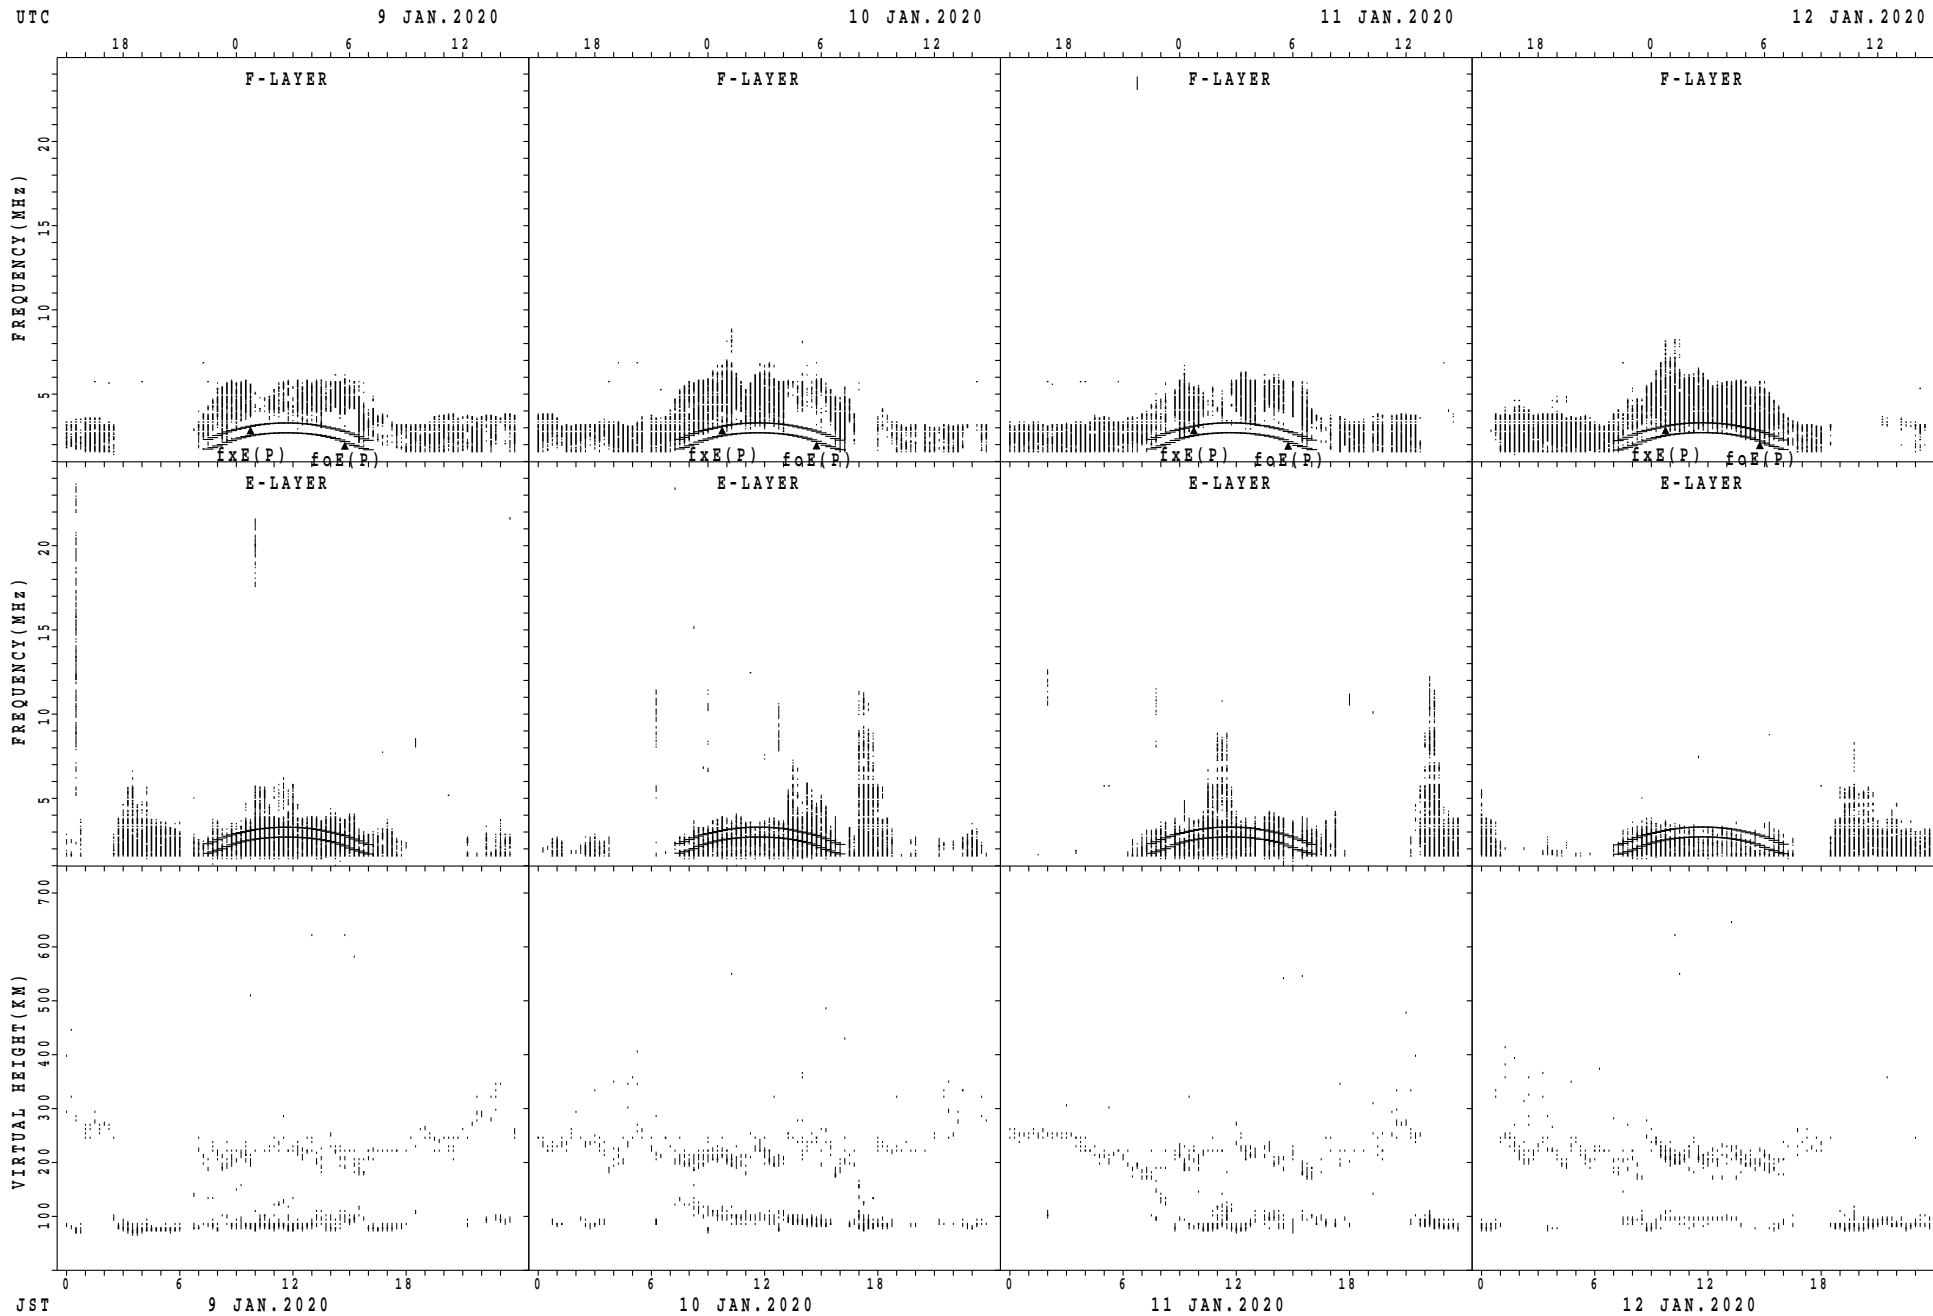 UTC 9 JAN.2020 10 JAN.2020 11 JAN.2020 12 JAN.2020
18 0 6 12 18 0 6 12 18 0 6 12 18 0 6 12
F-LAYER F-LAYER F-LAYER F-LAYER
FREQUENCY(MHz)
20
15
10
5
fxE(P) foE(P) fxE(P) foE(P) fxE(P) foE(P) fxE(P) foE(P)
E-LAYER E-LAYER E-LAYER E-LAYER
FREQUENCY(MHz)
20
15
10
5
VIRTUAL HEIGHT(KM)
700
600
500
400
300
200
100
0 6 12 18 0 6 12 18 0 6 12 18 0 6 12 18
JST 9 JAN.2020 10 JAN.2020 11 JAN.2020 12 JAN.2020